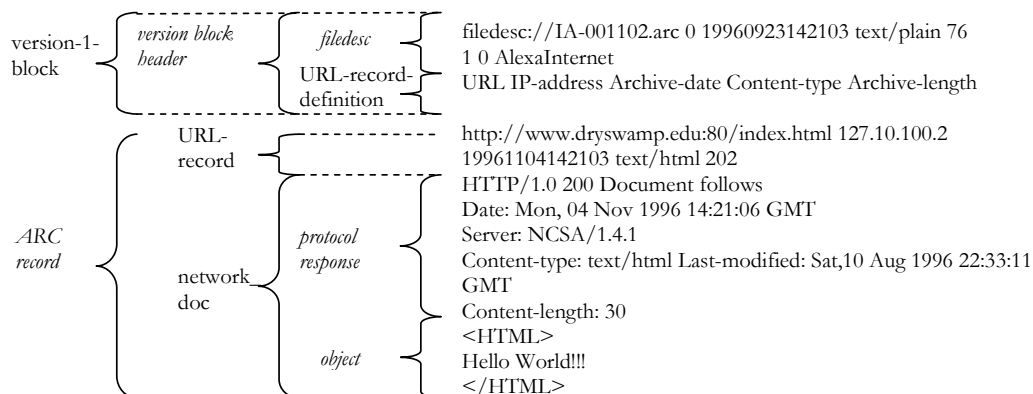 version-1-
block
version block
header
filedesc
URL-record-
definition
filedesc://IA-001102.arc 0 19960923142103 text/plain 76
1 0 AlexaInternet
URL IP-address Archive-date Content-type Archive-length
ARC
record
URL-
record
http://www.dryswamp.edu:80/index.html 127.10.100.2
19961104142103 text/html 202
network
doc
protocol
response
HTTP/1.0 200 Document follows
Date: Mon, 04 Nov 1996 14:21:06 GMT
Server: NCSA/1.4.1
Content-type: text/html Last-modified: Sat,10 Aug 1996 22:33:11
GMT
Content-length: 30
object
<HTML>
Hello World!!!
</HTML>